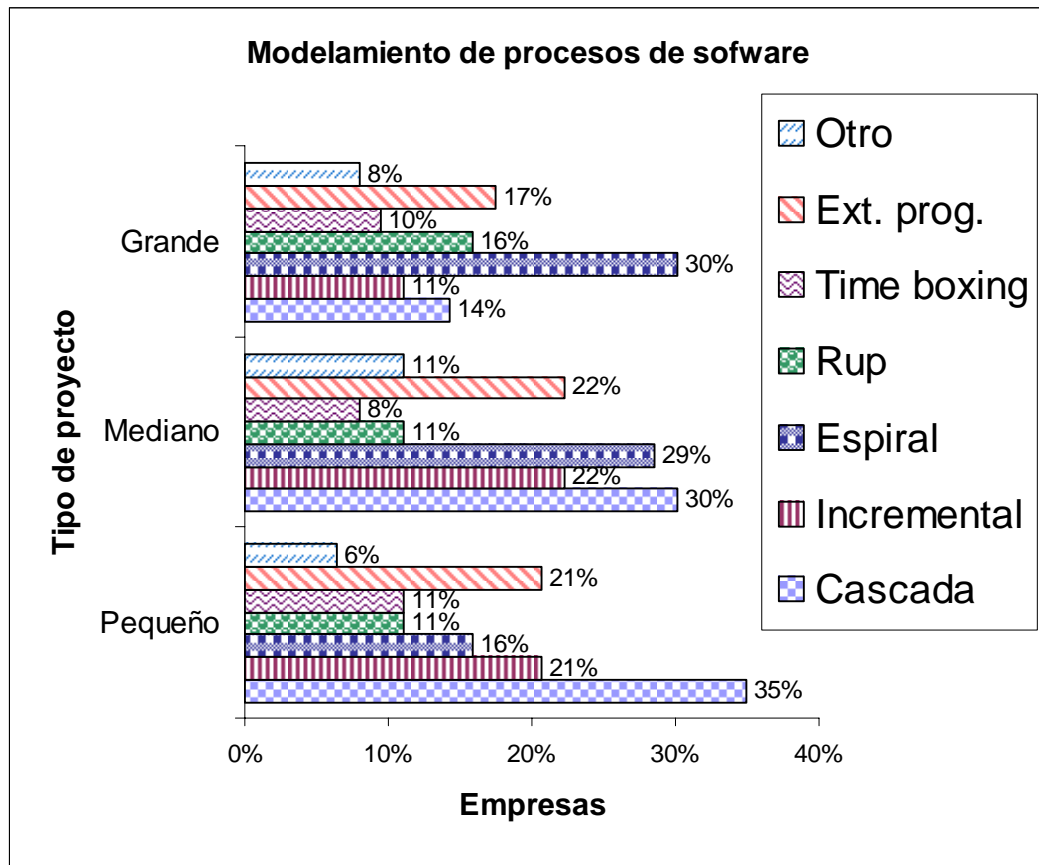 Modelamiento de procesos de sofware
Otro
Ext. prog.
Time boxing
Rup
Espiral
Incremental
Cascada
Tipo de proyecto
Grande
8%
17%
10%
16%
30%
11%
14%
Mediano
11%
22%
8%
11%
29%
22%
30%
Pequeño
6%
21%
11%
11%
16%
21%
35%
0% 10% 20% 30% 40%
Empresas